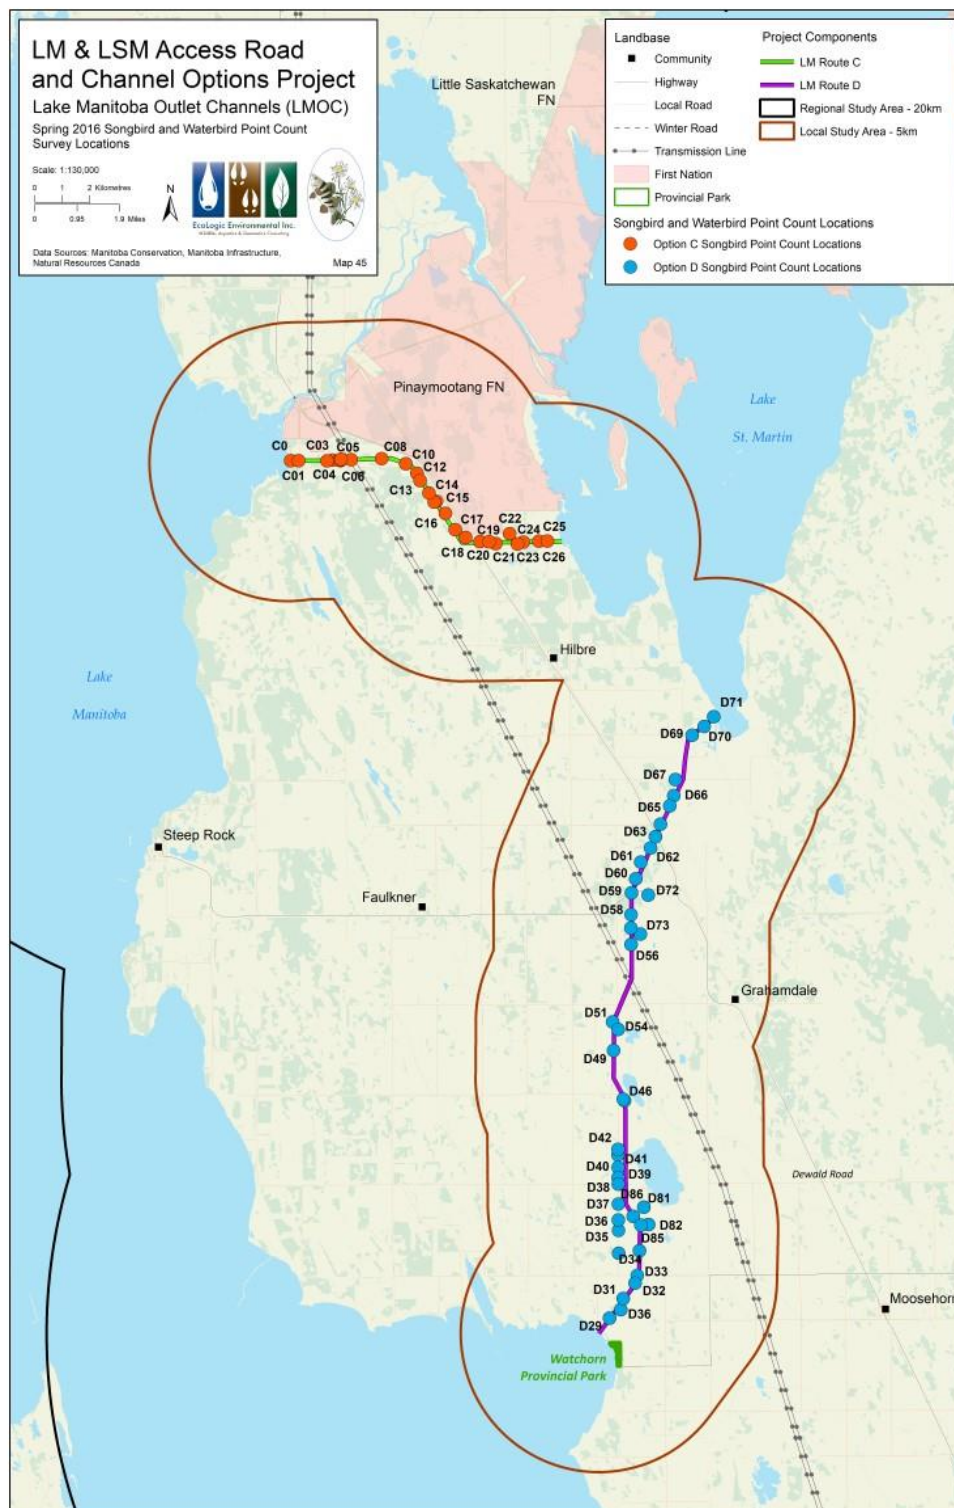 LM & LSM Access Road
and Channel Options Project
Lake Manitoba Outlet Channels (LMOC)
Spring 2016 Songbird and Waterbird Point Count
Survey Locations
Scale: 1:130,000
0 1 2 Kilometres
0 0.95 1.9 Miles
N
EcoLogic Environmental Inc.
Data Sources: Manitoba Conservation, Manitoba Infrastructure,
Natural Resources Canada
Map 45
Landbase
Community
Highway
Local Road
Winter Road
Transmission Line
First Nation
Provincial Park
Project Components
LM Route C
LM Route D
Regional Study Area - 20km
Local Study Area - 5km
Songbird and Waterbird Point Count Locations
Option C Songbird Point Count Locations
Option D Songbird Point Count Locations
Little Saskatchewan
FN
Pinaymootang FN
Lake
St. Martin
C0
C03
C05
C08
C01
C04
C06
C10
C12
C13
C14
C15
C16
C17
C22
C19
C24
C25
C18
C20
C21
C23
C26
Hilbre
Lake
Manitoba
D71
D69
D70
D67
D66
D65
D63
D62
D61
D60
D59
D72
D58
D73
D56
Steep Rock
Faulkner
Grahamdale
D51
D54
D49
D46
D42
D41
D40
D39
D38
D86
D37
D81
D36
D82
D35
D85
D34
D33
D32
D31
D36
D29
Dewald Road
Moosehorn
Watchorn
Provincial Park